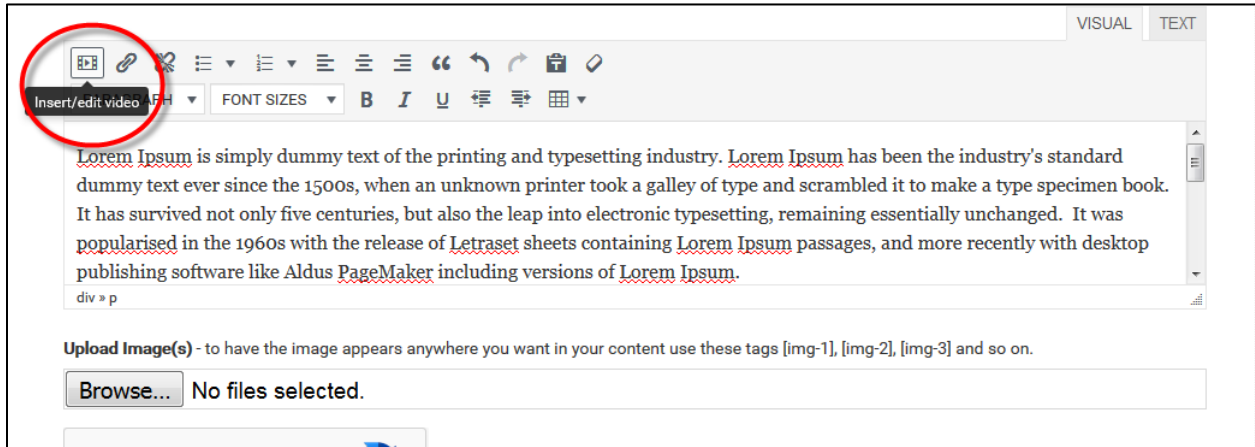 VISUAL TEXT
FONT SIZES B I U
Insert/edit video
Lorem Ipsum is simply dummy text of the printing and typesetting industry. Lorem Ipsum has been the industry's standard
dummy text ever since the 1500s, when an unknown printer took a galley of type and scrambled it to make a type specimen book.
It has survived not only five centuries, but also the leap into electronic typesetting, remaining essentially unchanged.  It was
popularised in the 1960s with the release of Letraset sheets containing Lorem Ipsum passages, and more recently with desktop
publishing software like Aldus PageMaker including versions of Lorem Ipsum.
div » p
Upload Image(s) - to have the image appears anywhere you want in your content use these tags [img-1], [img-2], [img-3] and so on.
Browse... No files selected.